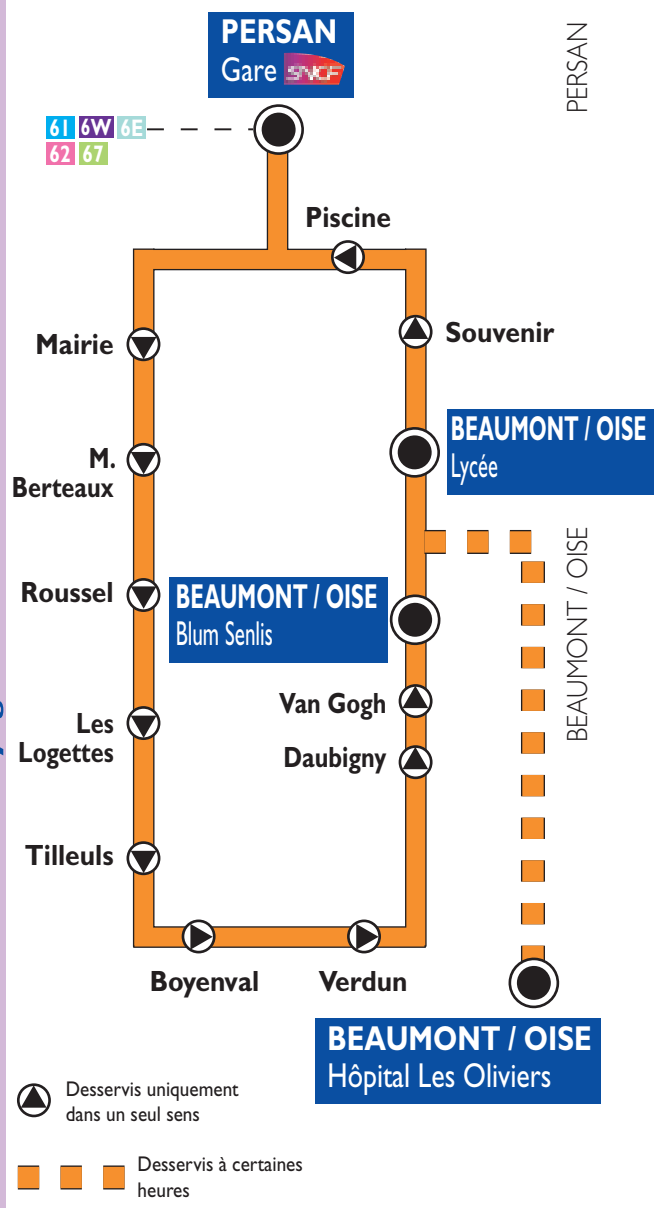 PERSAN
Gare SNCF
PERSAN
61 6W 6E
62 67
Piscine
Mairie
Souvenir
BEAUMONT / OISE
Lycée
M.
Berteaux
Roussel
BEAUMONT / OISE
Blum Senlis
BEAUMONT / OISE
Van Gogh
Les
Logettes
Daubigny
Tilleuls
Boyenval
Verdun
BEAUMONT / OISE
Hôpital Les Oliviers
Desservis uniquement
dans un seul sens
Desservis à certaines
heures